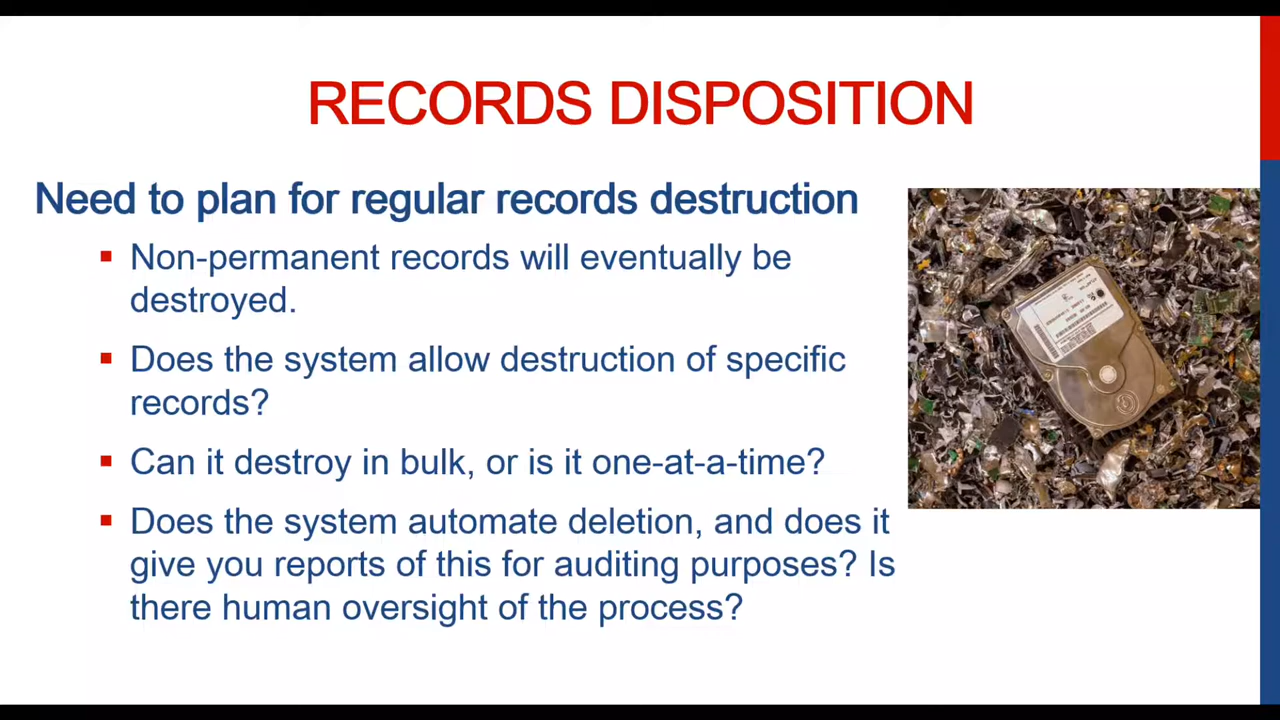 RECORDS DISPOSITION
Need to plan for regular records destruction
▪ Non-permanent records will eventually be
destroyed.
▪ Does the system allow destruction of specific
records?
▪ Can it destroy in bulk, or is it one-at-a-time?
▪ Does the system automate deletion, and does it
give you reports of this for auditing purposes? Is
there human oversight of the process?